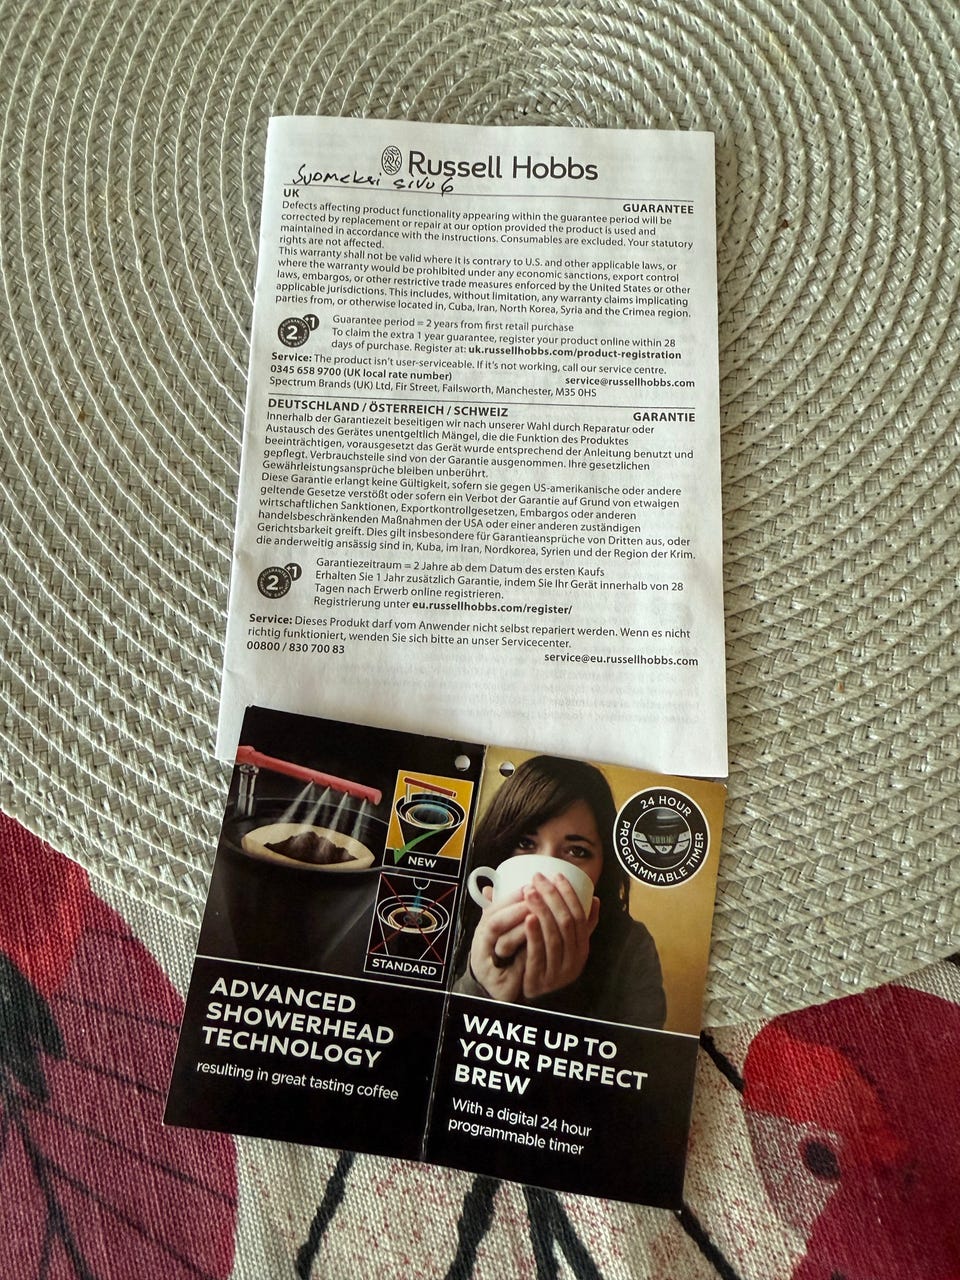 Russell Hobbs
Suomeksi sivu 6
UK GUARANTEE
Defects affecting product functionality appearing within the guarantee period will be
corrected by replacement or repair at our option provided the product is used and
maintained in accordance with the instructions. Consumables are excluded. Your statutory
rights are not affected.
This warranty shall not be valid where it is contrary to U.S. and other applicable laws, or
where the warranty would be prohibited under any economic sanctions, export control
laws, embargos, or other restrictive trade measures enforced by the United States or other
applicable jurisdictions. This includes, without limitation, any warranty claims implicating
parties from, or otherwise located in, Cuba, Iran, North Korea, Syria and the Crimea region.
2 +1
Guarantee period = 2 years from first retail purchase
To claim the extra 1 year guarantee, register your product online within 28
days of purchase. Register at: uk.russellhobbs.com/product-registration
Service: The product isn't user-serviceable. If it's not working, call our service centre.
0345 658 9700 (UK local rate number) service@russellhobbs.com
Spectrum Brands (UK) Ltd, Fir Street, Failsworth, Manchester, M35 0HS
DEUTSCHLAND / ÖSTERREICH / SCHWEIZ GARANTIE
Innerhalb der Garantiezeit beseitigen wir nach unserer Wahl durch Reparatur oder
Austausch des Gerätes unentgeltlich Mängel, die die Funktion des Produktes
beeinträchtigen, vorausgesetzt das Gerät wurde entsprechend der Anleitung benutzt und
gepflegt. Verbrauchsteile sind von der Garantie ausgenommen. Ihre gesetzlichen
Gewährleistungsansprüche bleiben unberührt.
Diese Garantie erlangt keine Gültigkeit, sofern sie gegen US-amerikanische oder andere
geltende Gesetze verstößt oder sofern ein Verbot der Garantie auf Grund von etwaigen
wirtschaftlichen Sanktionen, Exportkontrollgesetzen, Embargos oder anderen
handelsbeschränkenden Maßnahmen der USA oder einer anderen zuständigen
Gerichtsbarkeit greift. Dies gilt insbesondere für Garantieansprüche von Dritten aus, oder
die anderweitig ansässig sind in, Kuba, im Iran, Nordkorea, Syrien und der Region der Krim.
2 +1
Garantiezeitraum = 2 Jahre ab dem Datum des ersten Kaufs
Erhalten Sie 1 Jahr zusätzlich Garantie, indem Sie Ihr Gerät innerhalb von 28
Tagen nach Erwerb online registrieren.
Registrierung unter eu.russellhobbs.com/register/
Service: Dieses Produkt darf vom Anwender nicht selbst repariert werden. Wenn es nicht
richtig funktioniert, wenden Sie sich bitte an unser Servicecenter.
00800 / 830 700 83 service@eu.russellhobbs.com
NEW
STANDARD
ADVANCED
SHOWERHEAD
TECHNOLOGY
resulting in great tasting coffee
24 HOUR
PROGRAMMABLE TIMER
WAKE UP TO
YOUR PERFECT
BREW
With a digital 24 hour
programmable timer